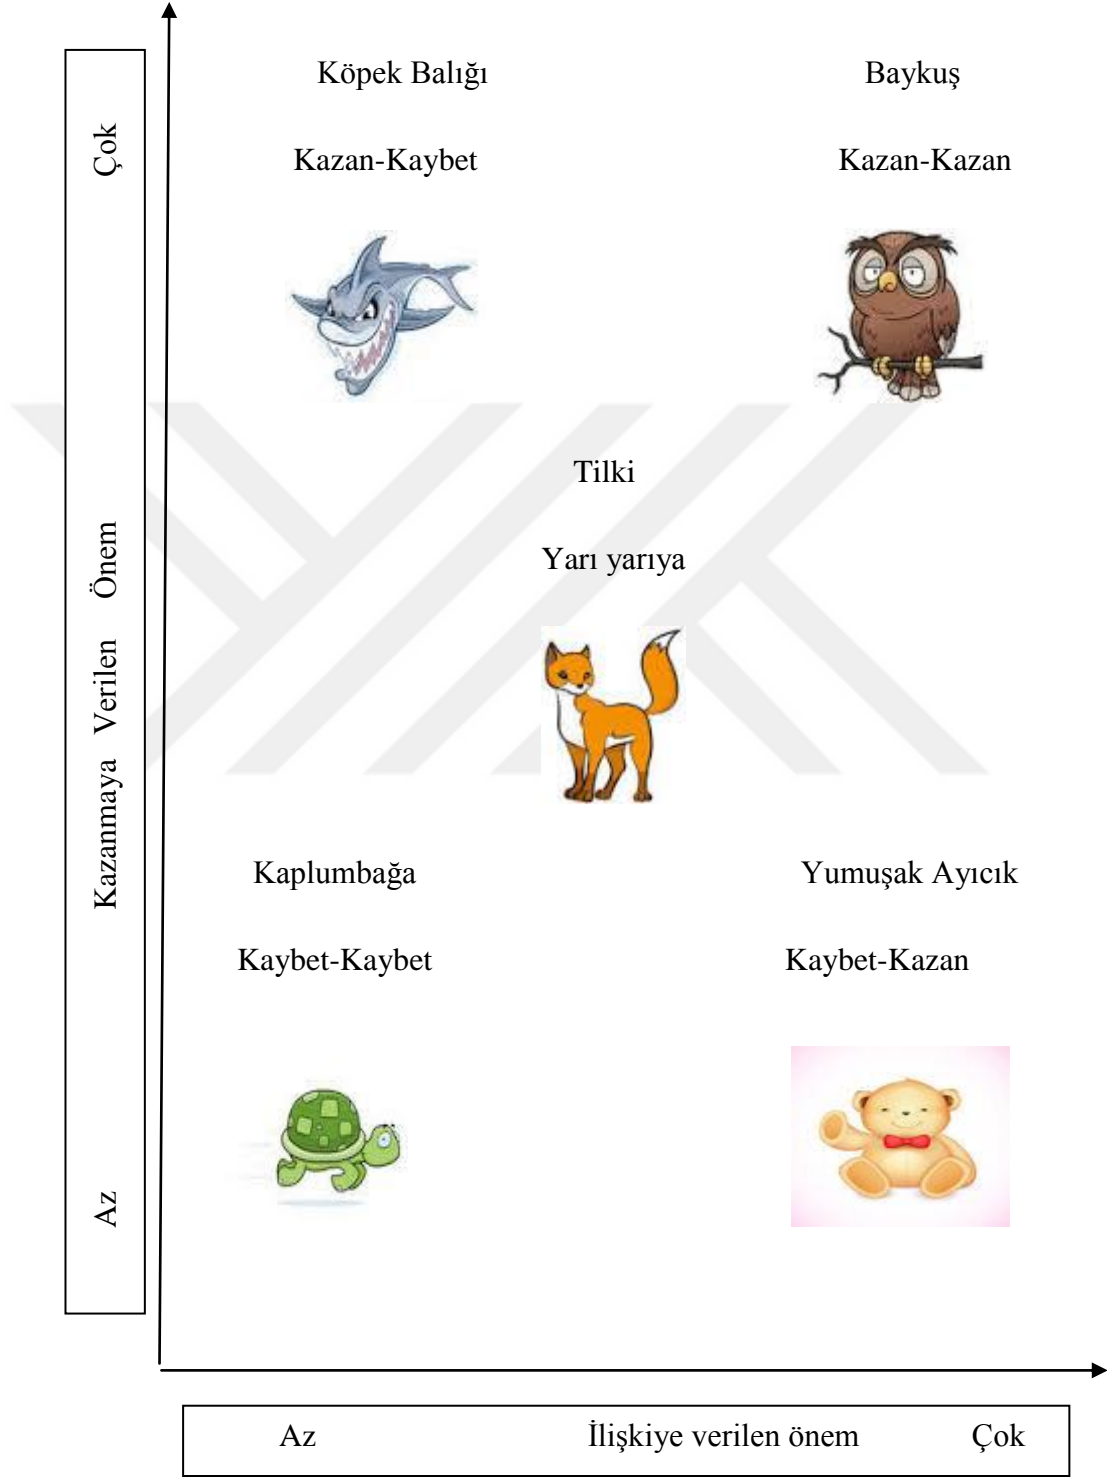 Köpek Balığı
Baykuş
Kazan-Kaybet
Kazan-Kazan
Tilki
Yarı yarıya
Kaplumbağa
Yumuşak Ayıcık
Kaybet-Kaybet
Kaybet-Kazan
Az Kazanmaya Verilen Önem Çok
Az İlişkiye verilen önem Çok